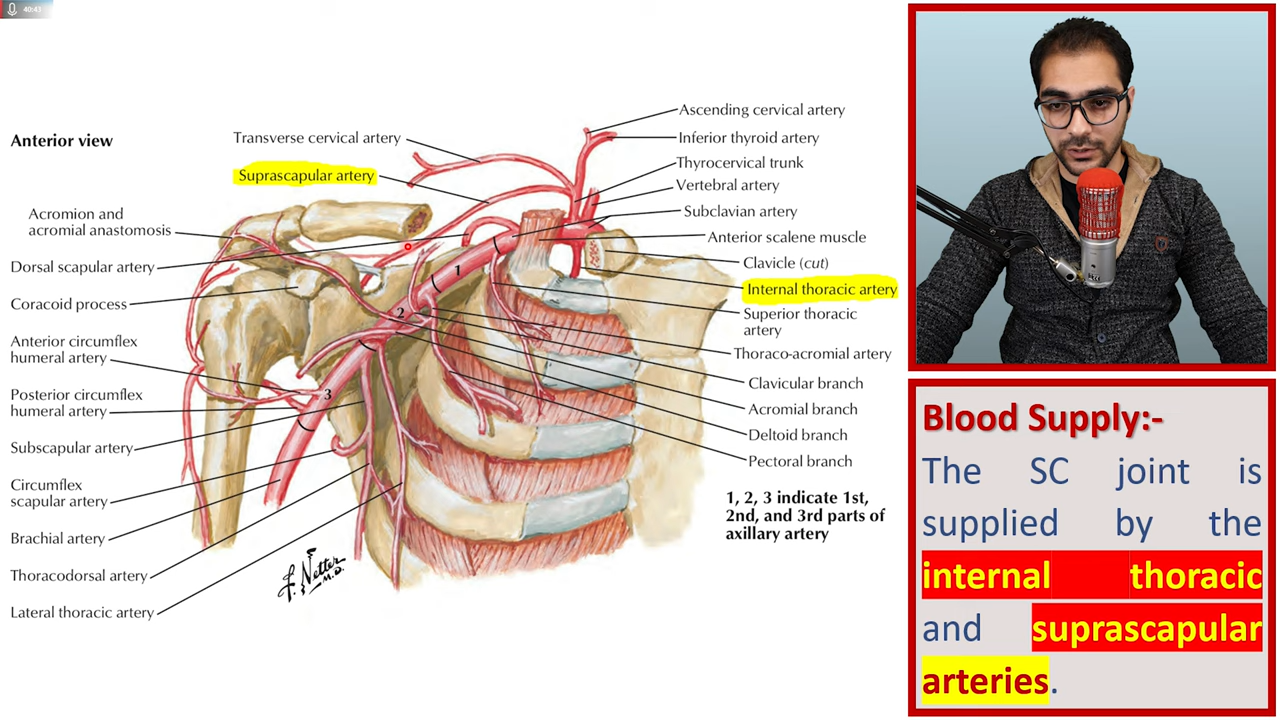 40:43
Anterior view
Transverse cervical artery
Suprascapular artery
Acromion and
acromial anastomosis
Dorsal scapular artery
Coracoid process
Anterior circumflex
humeral artery
Posterior circumflex
humeral artery
Subscapular artery
Circumflex
scapular artery
Brachial artery
Thoracodorsal artery
Lateral thoracic artery
1
2
3
F. Netter
M.D.
Ascending cervical artery
Inferior thyroid artery
Thyrocervical trunk
Vertebral artery
Subclavian artery
Anterior scalene muscle
Clavicle (cut)
Internal thoracic artery
Superior thoracic
artery
Thoraco-acromial artery
Clavicular branch
Acromial branch
Deltoid branch
Pectoral branch
1, 2, 3 indicate 1st,
2nd, and 3rd parts of
axillary artery
Blood Supply:-
The SC joint is
supplied by the
internal thoracic
and suprascapular
arteries.